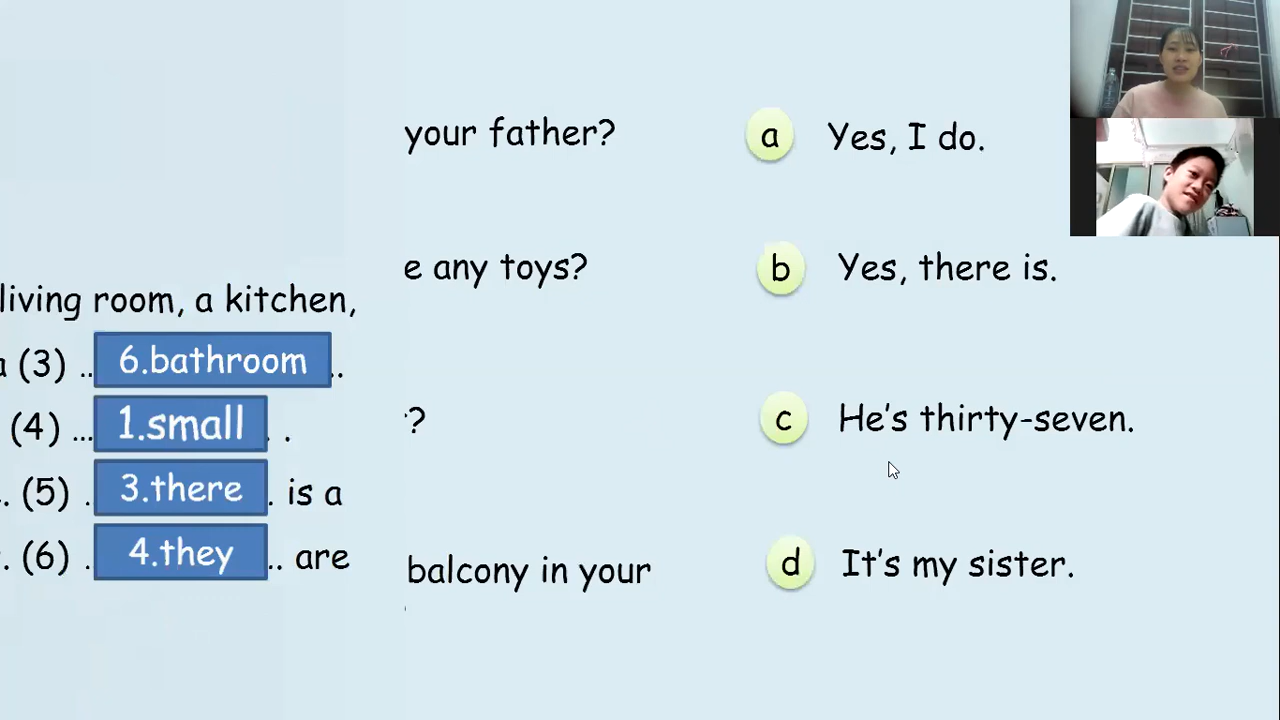 living room, a kitchen,
a (3) .. 6.bathroom ..
(4) ... 1.small . .
. (5) . 3.there . is a
. (6) . 4.they .. are
your father?
e any toys?
?
balcony in your
a Yes, I do.
b Yes, there is.
c He's thirty-seven.
d It's my sister.